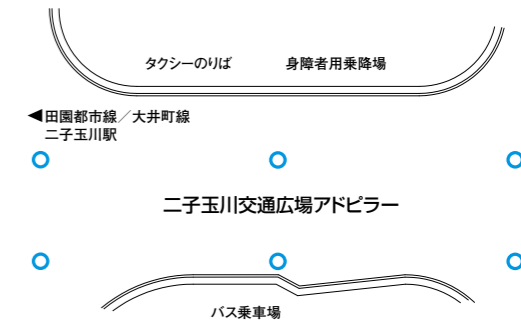 タクシーのりば
身障者用乗降場
◀田園都市線／大井町線
二子玉川駅
二子玉川交通広場アドピラー
バス乗車場